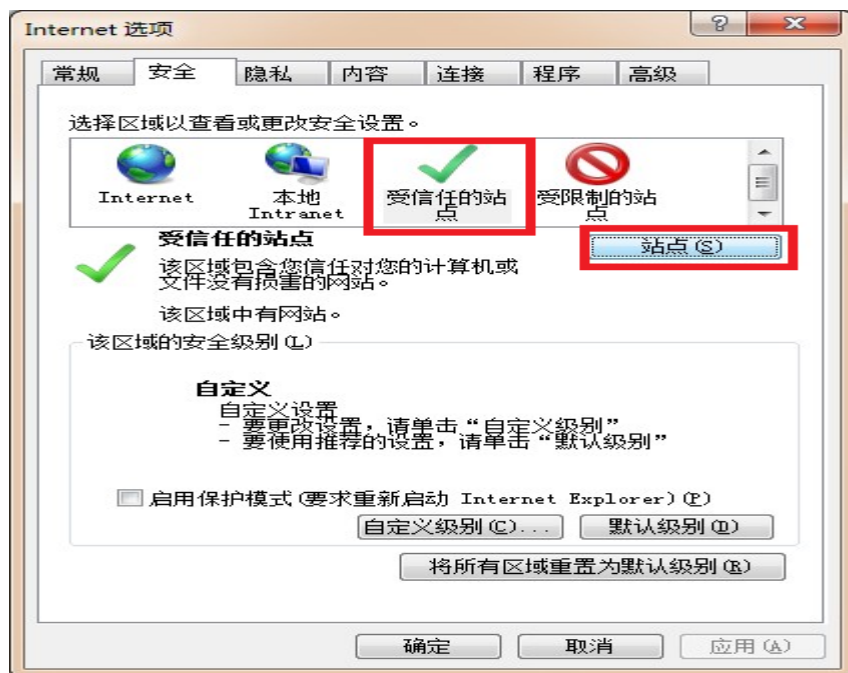 Internet 选项
常规 安全 隐私 内容 连接 程序 高级
选择区域以查看或更改安全设置。
Internet 本地 受信任的站 受限制的站
Intranet 点 点
受信任的站点
站点(S)
该区域包含您信任对您的计算机或
文件没有损害的网站。
该区域中有网站。
该区域的安全级别(L)
自定义
自定义设置
- 要更改设置，请单击“自定义级别”
- 要使用推荐的设置，请单击“默认级别”
启用保护模式(要求重新启动 Internet Explorer)(P)
自定义级别(C)... 默认级别(D)
将所有区域重置为默认级别(R)
确定 取消 应用(A)